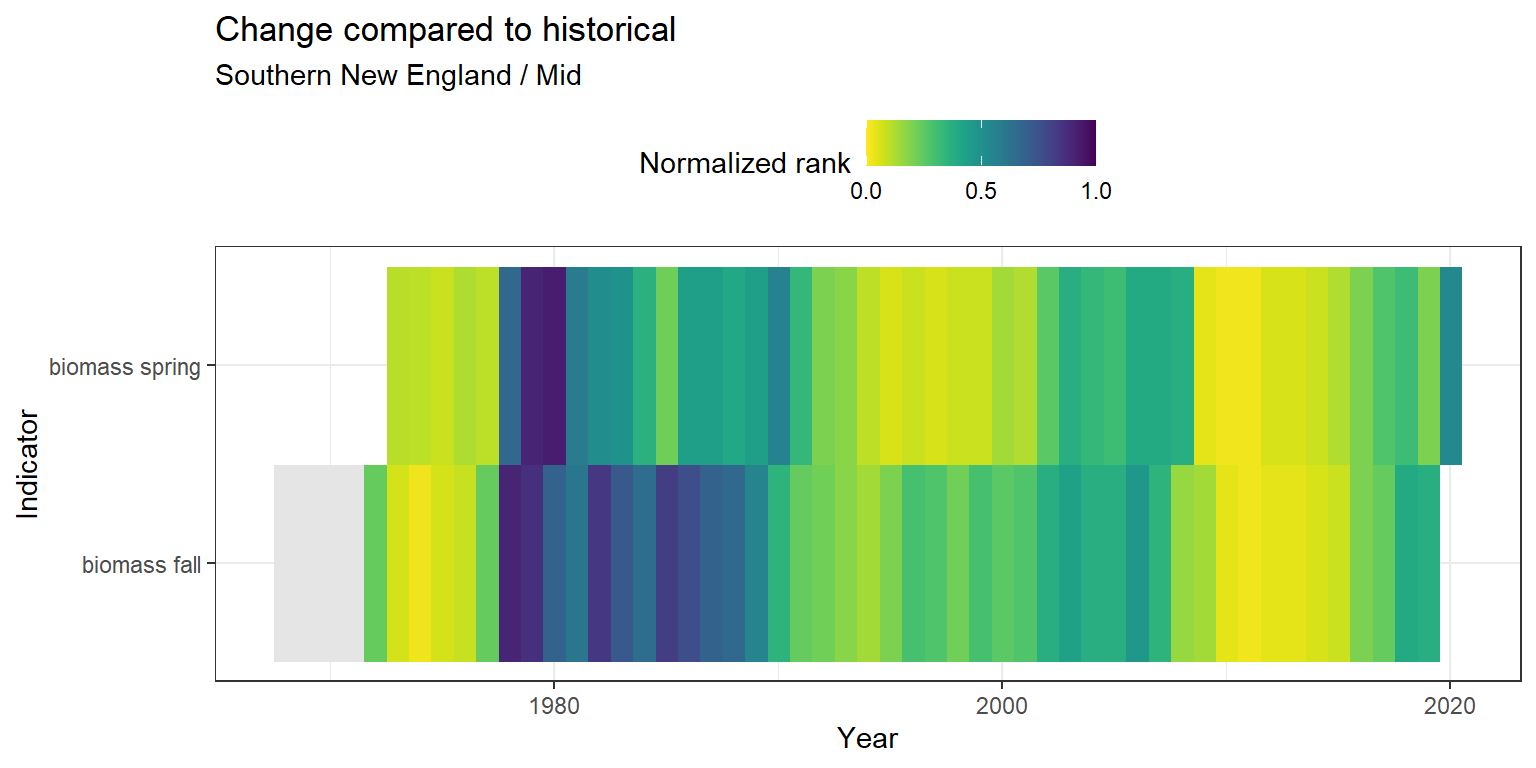 Change compared to historical
Southern New England / Mid
Normalized rank
0.0 0.5 1.0
Indicator
biomass spring
biomass fall
1980 2000 2020
Year